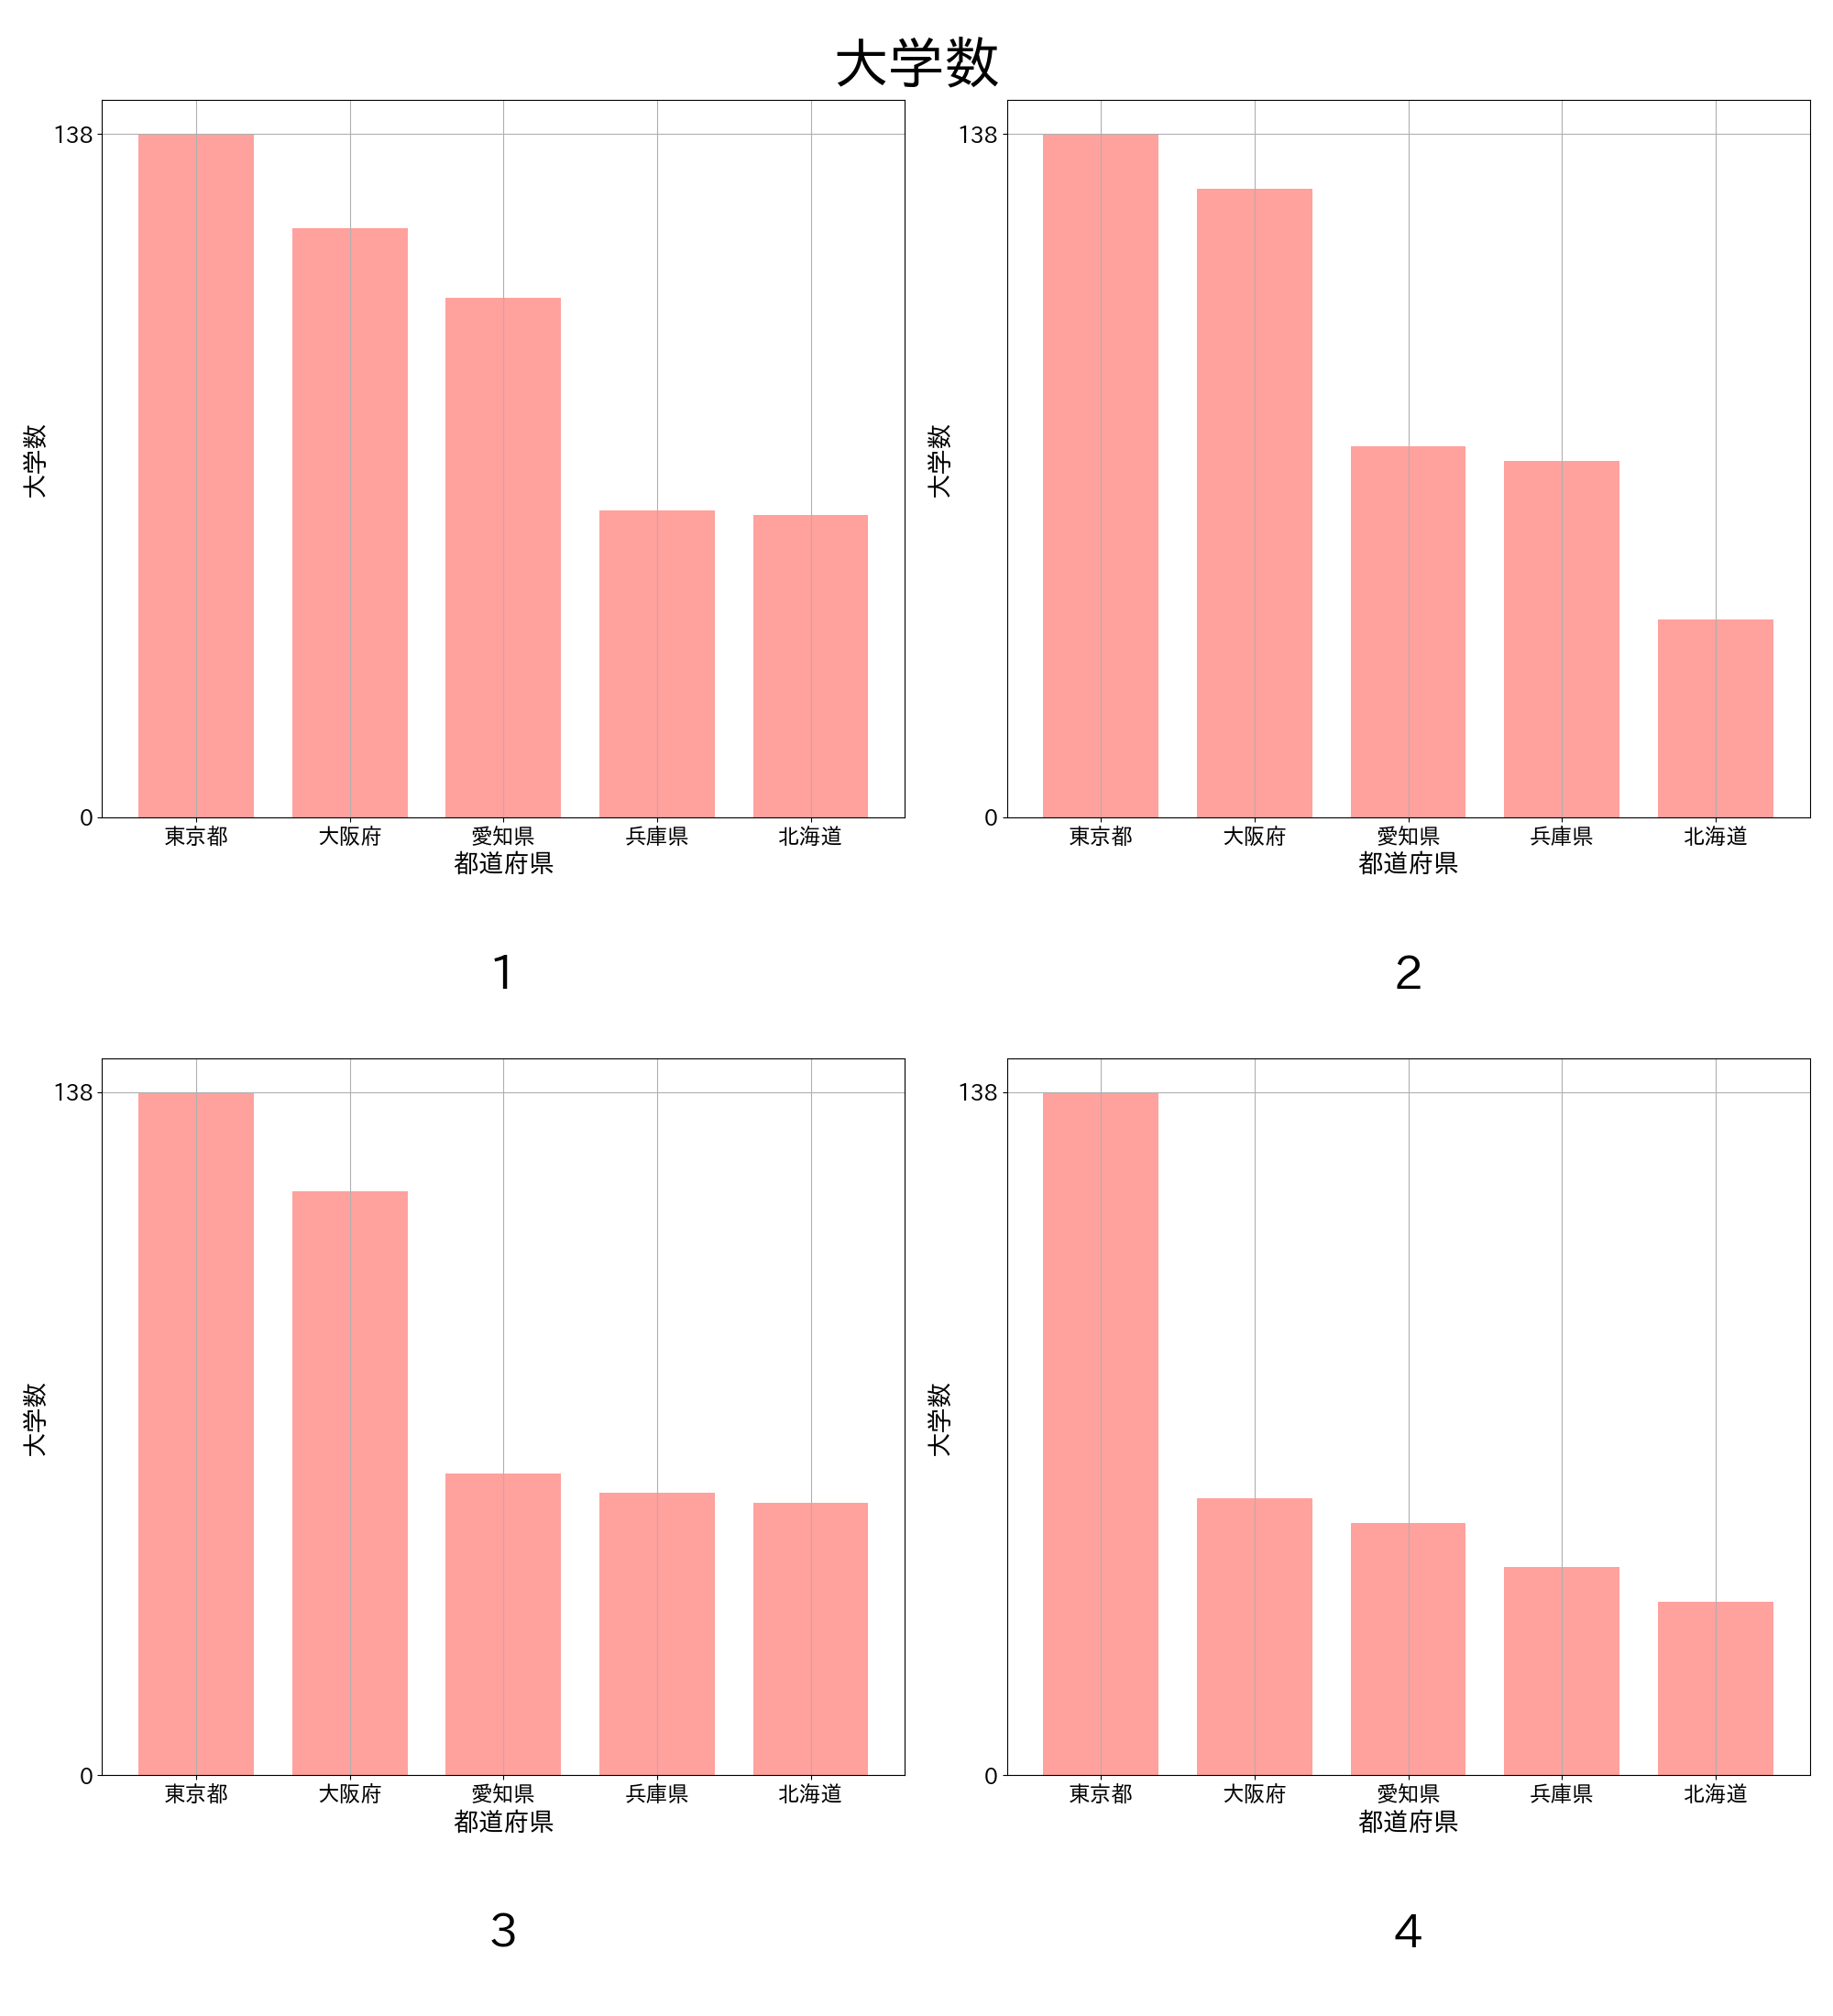 大学数
138
0
大学数
東京都 大阪府 愛知県 兵庫県 北海道
都道府県
1
138
0
大学数
東京都 大阪府 愛知県 兵庫県 北海道
都道府県
2
138
0
大学数
東京都 大阪府 愛知県 兵庫県 北海道
都道府県
3
138
0
大学数
東京都 大阪府 愛知県 兵庫県 北海道
都道府県
4